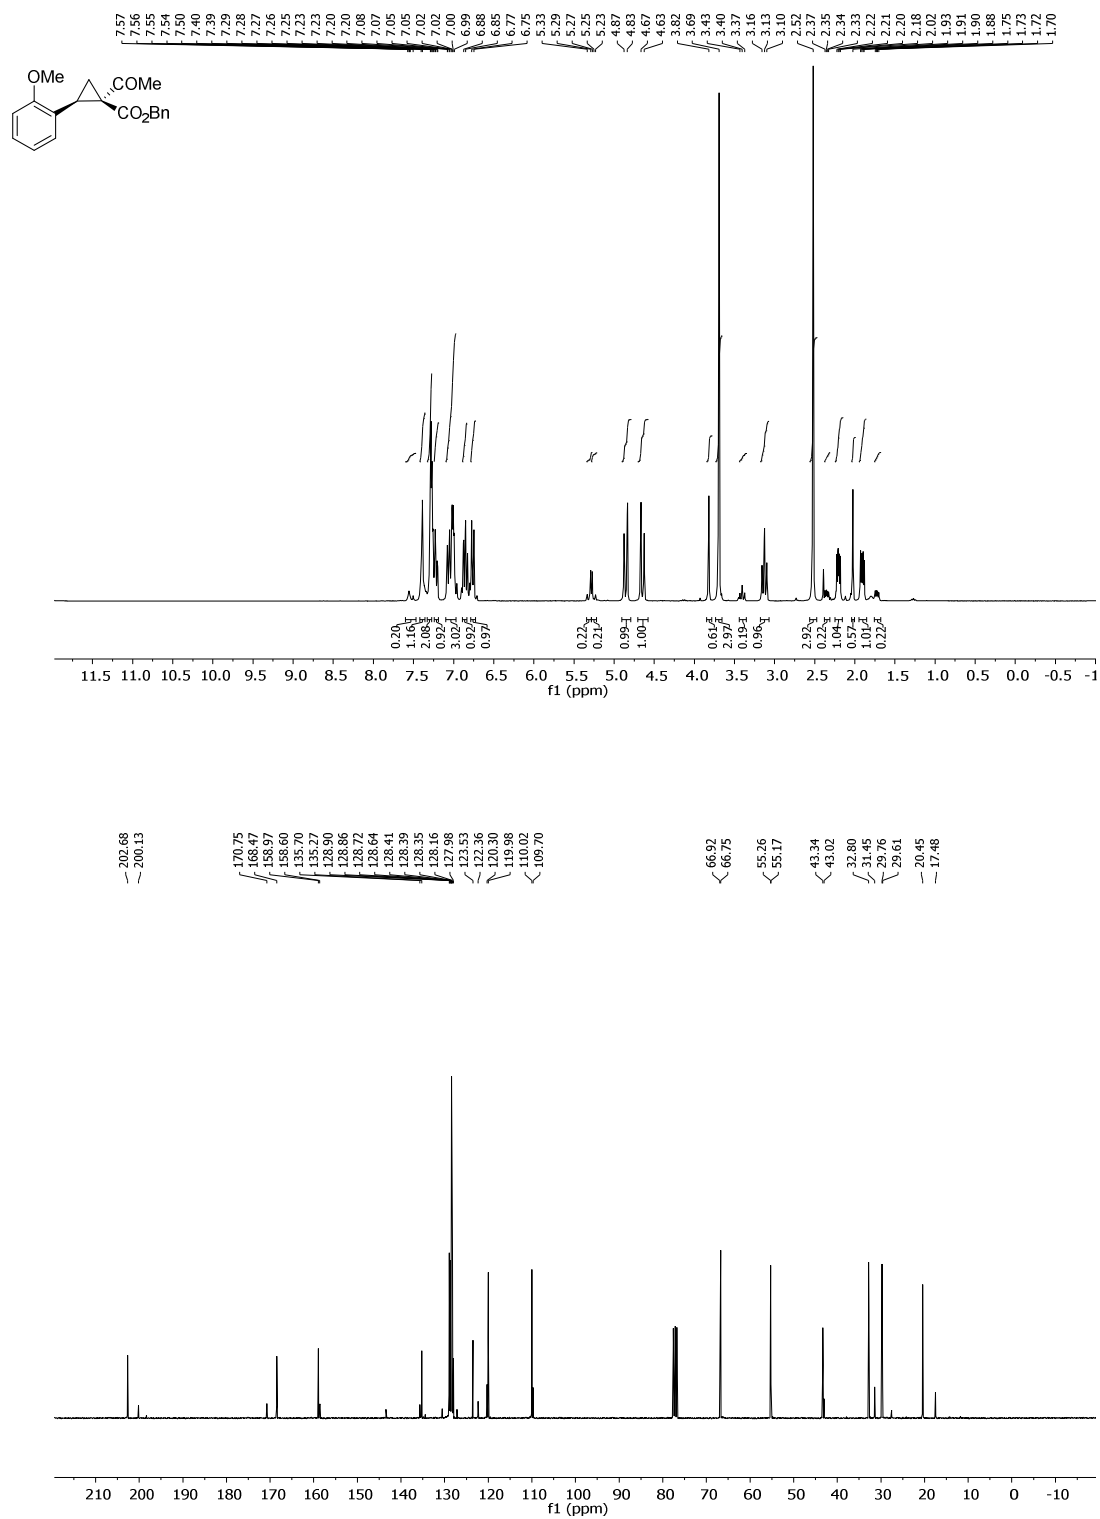 7.57 7.56 7.55 7.54 7.50 7.40 7.39 7.29 7.28 7.27 7.26 7.25 7.23 7.23 7.20 7.20 7.08 7.07 7.05 7.05 7.02 7.02 7.00 6.99 6.88 6.85 6.77 6.75 5.33 5.29 5.27 5.25 5.23 4.87 4.83 4.67 4.63 3.82 3.69 3.43 3.40 3.37 3.16 3.13 3.10 2.52 2.37 2.35 2.34 2.33 2.22 2.21 2.20 2.18 2.02 1.93 1.91 1.90 1.88 1.75 1.73 1.72 1.70
OMe
COMe
CO2Bn
0.20 1.16 2.08 0.92 3.02 0.92 0.97 0.22 0.21 0.99 1.00 0.61 2.97 0.19 0.96 2.92 0.22 1.04 0.57 1.01 0.22
11.5 11.0 10.5 10.0 9.5 9.0 8.5 8.0 7.5 7.0 6.5 6.0 5.5 5.0 4.5 4.0 3.5 3.0 2.5 2.0 1.5 1.0 0.5 0.0 -0.5 -1
f1 (ppm)
202.68 200.13 170.75 168.47 158.97 158.60 135.70 135.27 128.90 128.86 128.72 128.64 128.41 128.39 128.35 128.16 127.98 123.53 122.36 120.30 119.98 110.02 109.70 66.92 66.75 55.26 55.17 43.34 43.02 32.80 31.45 29.76 29.61 20.45 17.48
210 200 190 180 170 160 150 140 130 120 110 100 90 80 70 60 50 40 30 20 10 0 -10
f1 (ppm)